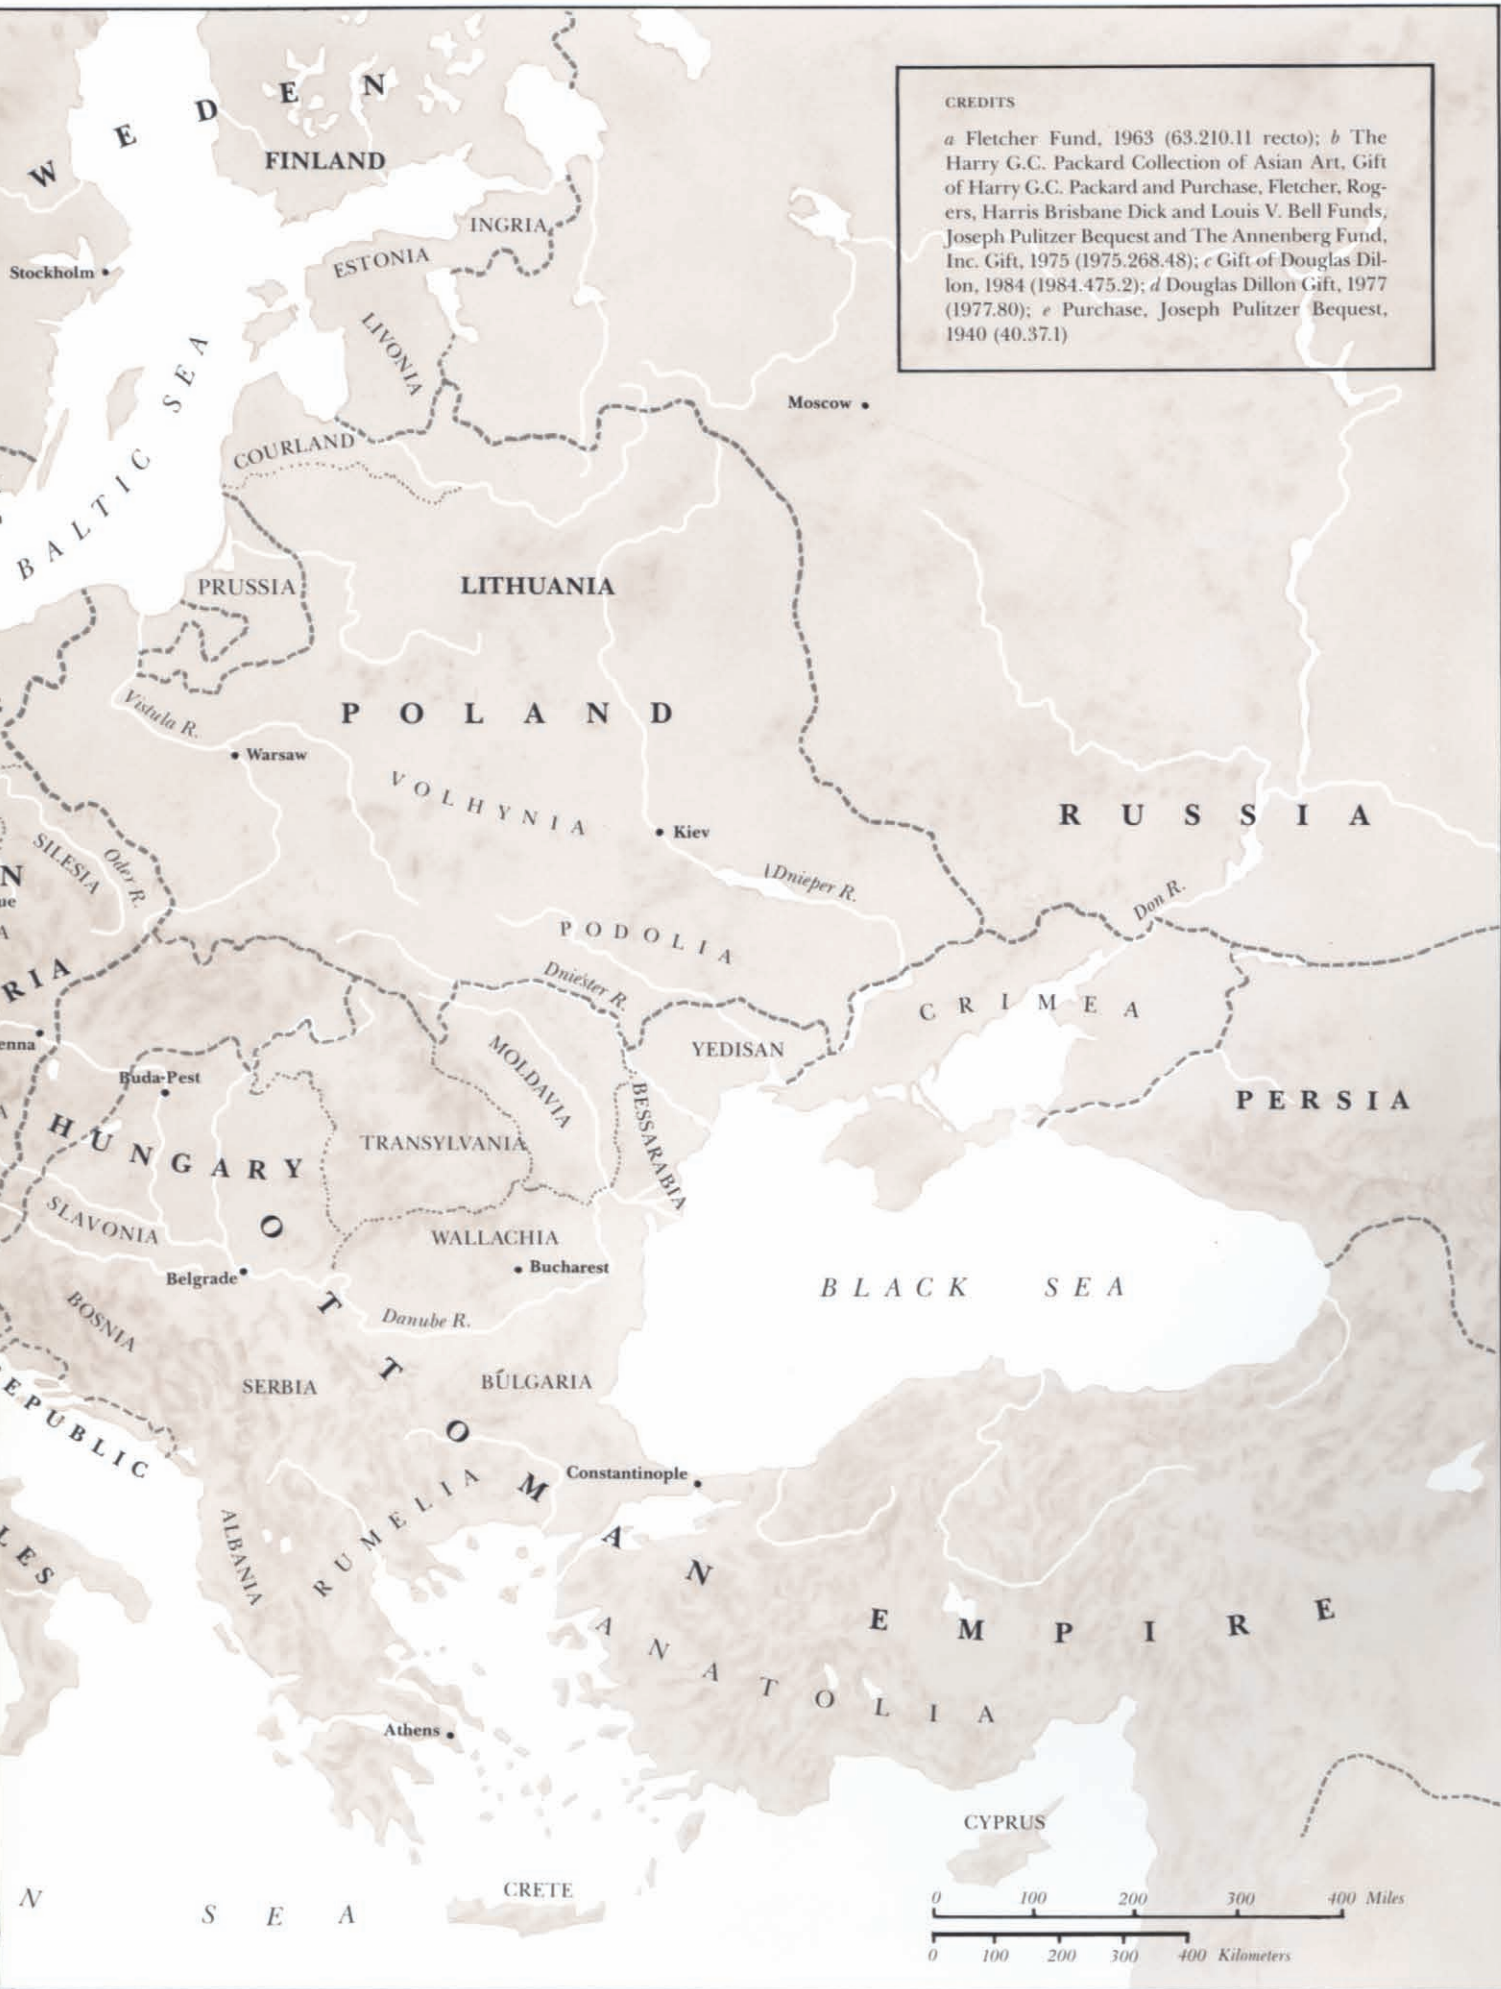 W E D E N
FINLAND
INGRIA
ESTONIA
Stockholm
LIVONIA
BALTIC SEA
COURLAND
Moscow
CREDITS
a Fletcher Fund, 1963 (63.210.11 recto); b The
Harry G.C. Packard Collection of Asian Art, Gift
of Harry G.C. Packard and Purchase, Fletcher, Rog-
ers, Harris Brisbane Dick and Louis V. Bell Funds,
Joseph Pulitzer Bequest and The Annenberg Fund,
Inc. Gift, 1975 (1975.268.48); c Gift of Douglas Dil-
lon, 1984 (1984.475.2); d Douglas Dillon Gift, 1977
(1977.80); e Purchase, Joseph Pulitzer Bequest,
1940 (40.37.1)
PRUSSIA
LITHUANIA
POLAND
Vistula R.
Warsaw
VOLHYNIA
Kiev
RUSSIA
SILESIA
Oder R.
N
ue
A
Dnieper R.
Don R.
PODOLIA
RIA
Dniester R.
CRIMEA
enna
YEDISAN
MOLDAVIA
Buda-Pest
BESSARABIA
PERSIA
A
HUNGARY
TRANSYLVANIA
SLAVONIA
WALLACHIA
Belgrade
Bucharest
BLACK SEA
BOSNIA
Danube R.
SERBIA
BULGARIA
EPUBLIC
OTTOMAN EMPIRE
Constantinople
RUMELIA
ALBANIA
LES
ANATOLIA
Athens
CYPRUS
CRETE
N SEA
0 100 200 300 400 Miles
0 100 200 300 400 Kilometers